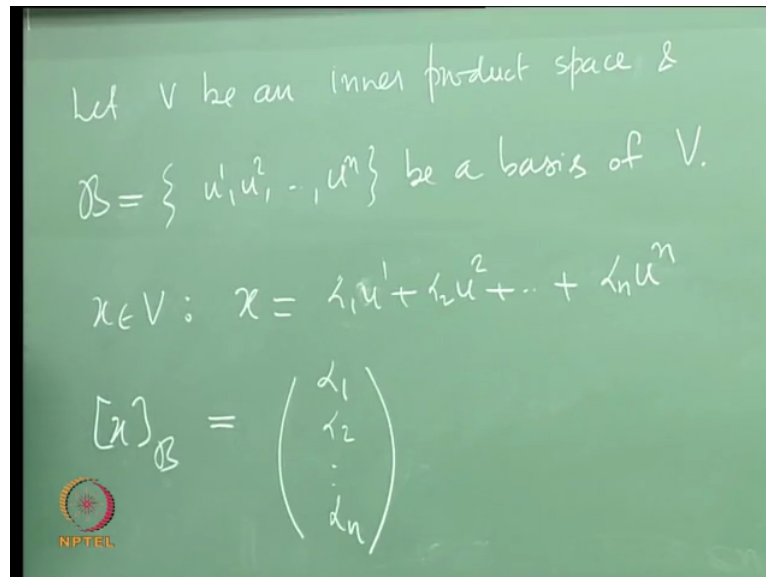 Let V be an inner product space &
ℬ = { u¹, u², .., uⁿ } be a basis of V.
x ∈ V : x = α₁u¹ + α₂u² + .. + αₙuⁿ
[x]_ℬ = ( α₁
α₂
:
αₙ )
NPTEL